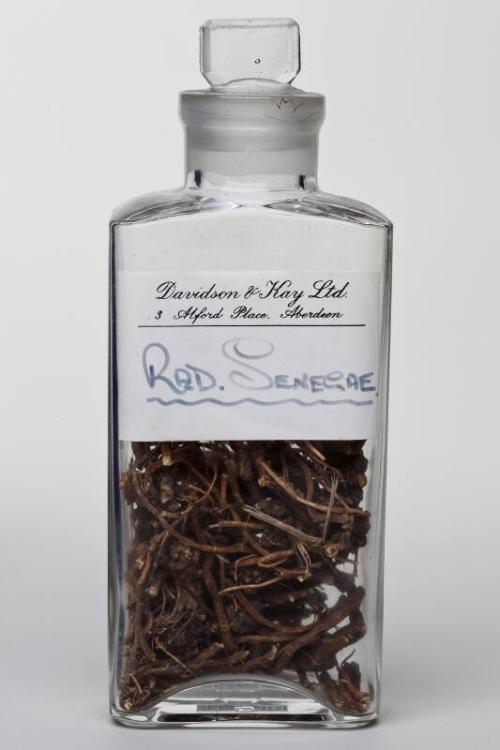 Davidson & Kay Ltd.
3 Alford Place, Aberdeen
RAD. SENEGAE